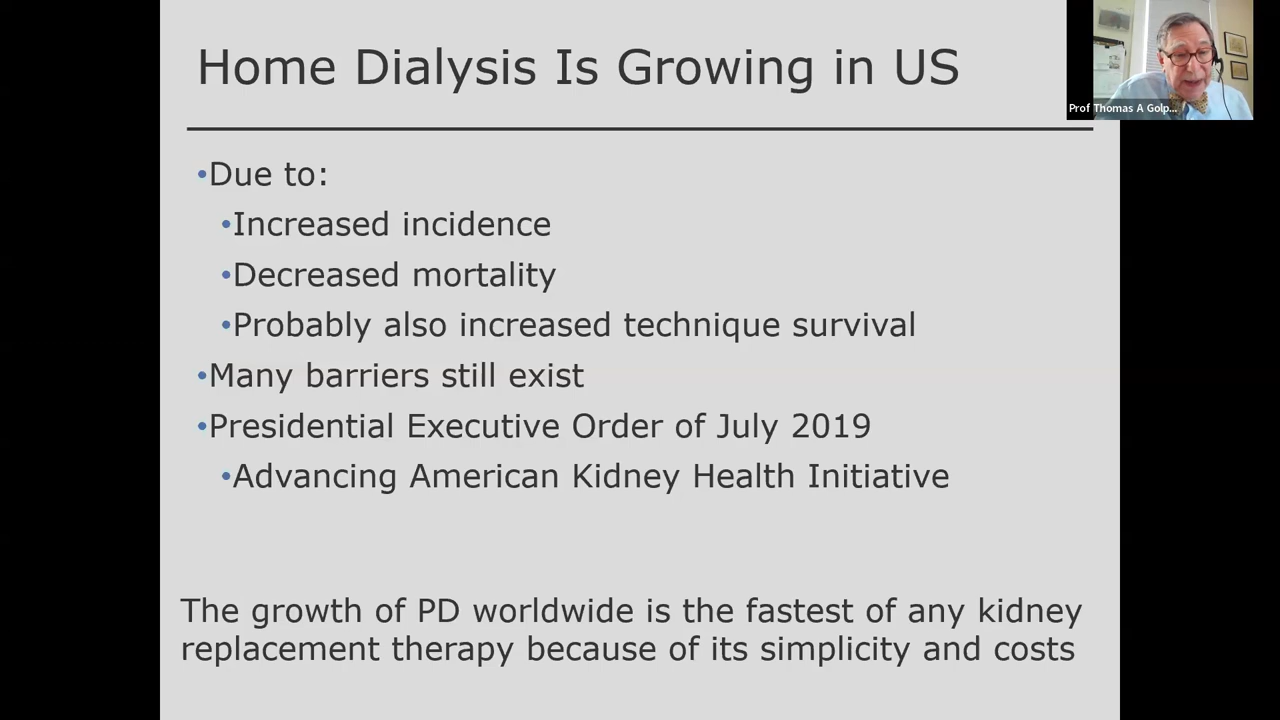 Home Dialysis Is Growing in US
Prof Thomas A Golp...
•Due to:
•Increased incidence
•Decreased mortality
•Probably also increased technique survival
•Many barriers still exist
•Presidential Executive Order of July 2019
•Advancing American Kidney Health Initiative
The growth of PD worldwide is the fastest of any kidney
replacement therapy because of its simplicity and costs